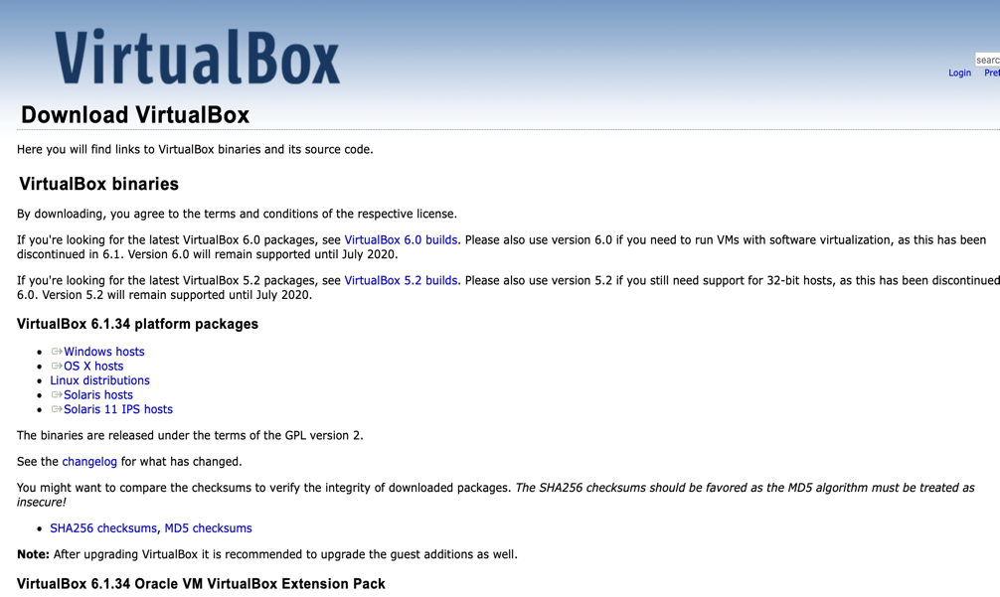 VirtualBox
searc
Login Pref
Download VirtualBox
Here you will find links to VirtualBox binaries and its source code.
VirtualBox binaries
By downloading, you agree to the terms and conditions of the respective license.
If you're looking for the latest VirtualBox 6.0 packages, see VirtualBox 6.0 builds. Please also use version 6.0 if you need to run VMs with software virtualization, as this has been
discontinued in 6.1. Version 6.0 will remain supported until July 2020.
If you're looking for the latest VirtualBox 5.2 packages, see VirtualBox 5.2 builds. Please also use version 5.2 if you still need support for 32-bit hosts, as this has been discontinued
6.0. Version 5.2 will remain supported until July 2020.
VirtualBox 6.1.34 platform packages
• Windows hosts
• OS X hosts
• Linux distributions
• Solaris hosts
• Solaris 11 IPS hosts
The binaries are released under the terms of the GPL version 2.
See the changelog for what has changed.
You might want to compare the checksums to verify the integrity of downloaded packages. The SHA256 checksums should be favored as the MD5 algorithm must be treated as
insecure!
• SHA256 checksums, MD5 checksums
Note: After upgrading VirtualBox it is recommended to upgrade the guest additions as well.
VirtualBox 6.1.34 Oracle VM VirtualBox Extension Pack